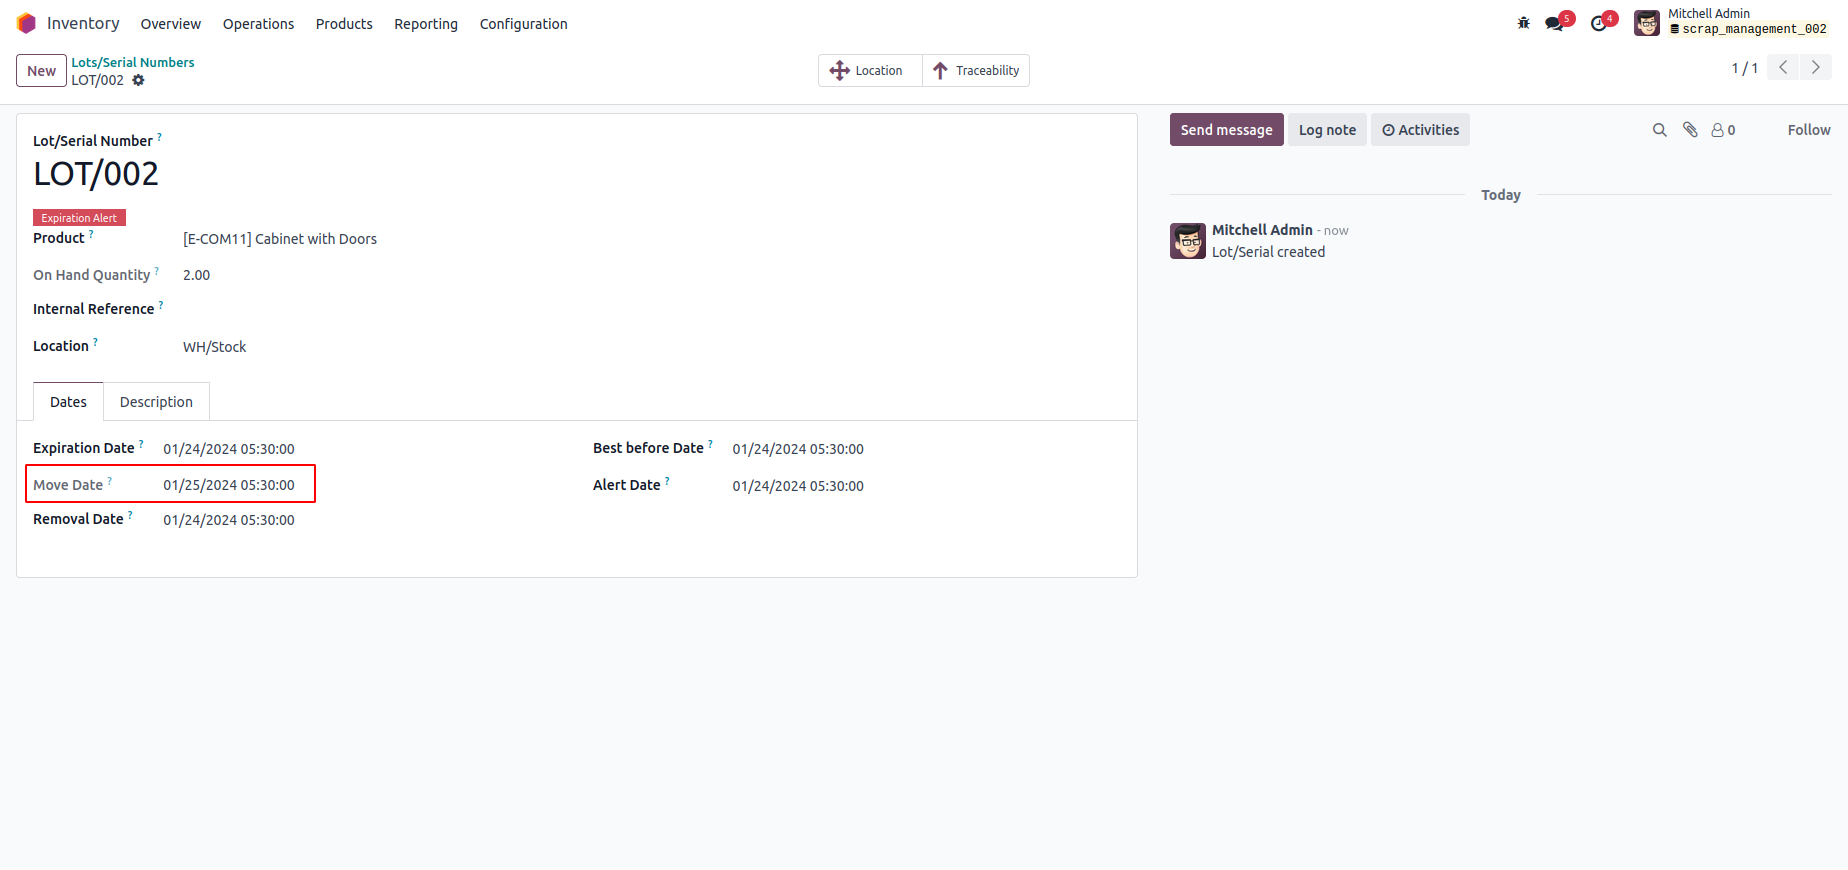 Inventory Overview Operations Products Reporting Configuration 5 4 Mitchell Admin
scrap_management_002
New Lots/Serial Numbers Location Traceability 1 / 1
LOT/002
Lot/Serial Number ?
LOT/002
Expiration Alert
Product ? [E-COM11] Cabinet with Doors
On Hand Quantity ? 2.00
Internal Reference ?
Location ? WH/Stock
Dates Description
Expiration Date ? 01/24/2024 05:30:00 Best before Date ? 01/24/2024 05:30:00
Move Date ? 01/25/2024 05:30:00 Alert Date ? 01/24/2024 05:30:00
Removal Date ? 01/24/2024 05:30:00
Send message Log note Activities 0 Follow
Today
Mitchell Admin - now
Lot/Serial created